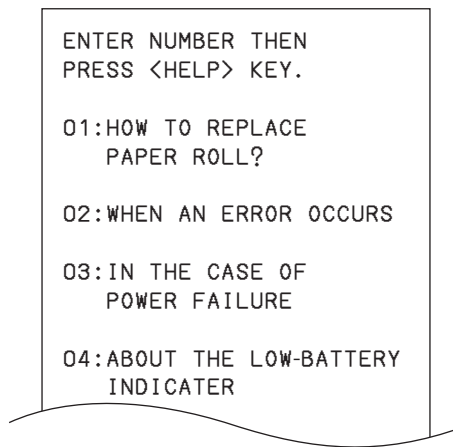 ENTER NUMBER THEN
PRESS <HELP> KEY.
01:HOW TO REPLACE
PAPER ROLL?
02:WHEN AN ERROR OCCURS
03:IN THE CASE OF
POWER FAILURE
04:ABOUT THE LOW-BATTERY
INDICATER